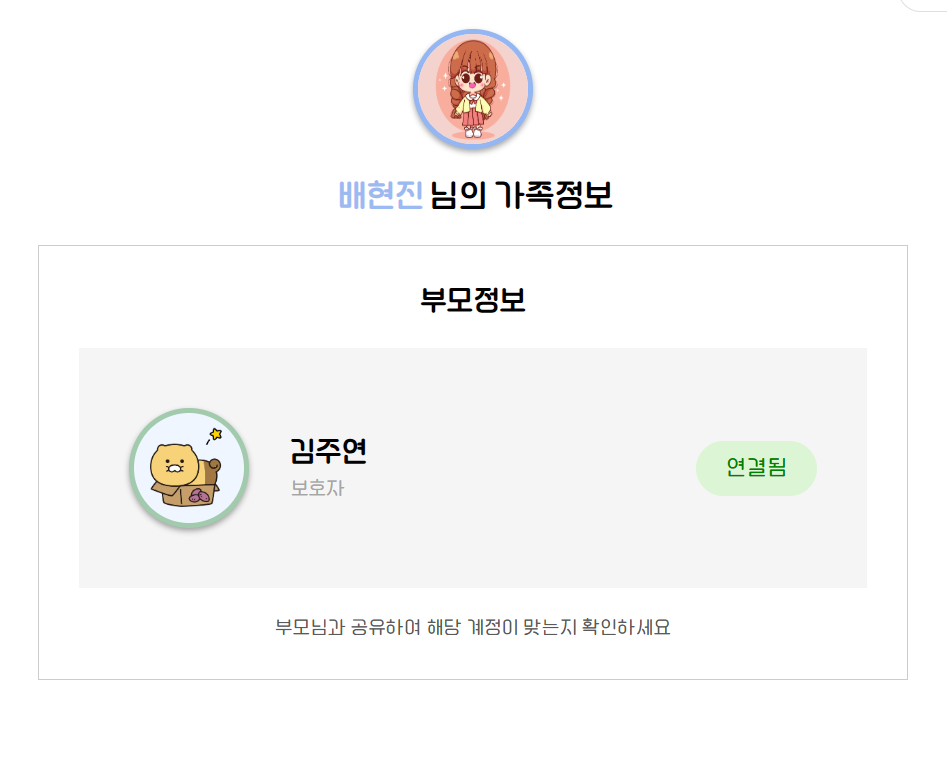 배현진 님의 가족정보
부모정보
김주연
보호자
연결됨
부모님과 공유하여 해당 계정이 맞는지 확인하세요